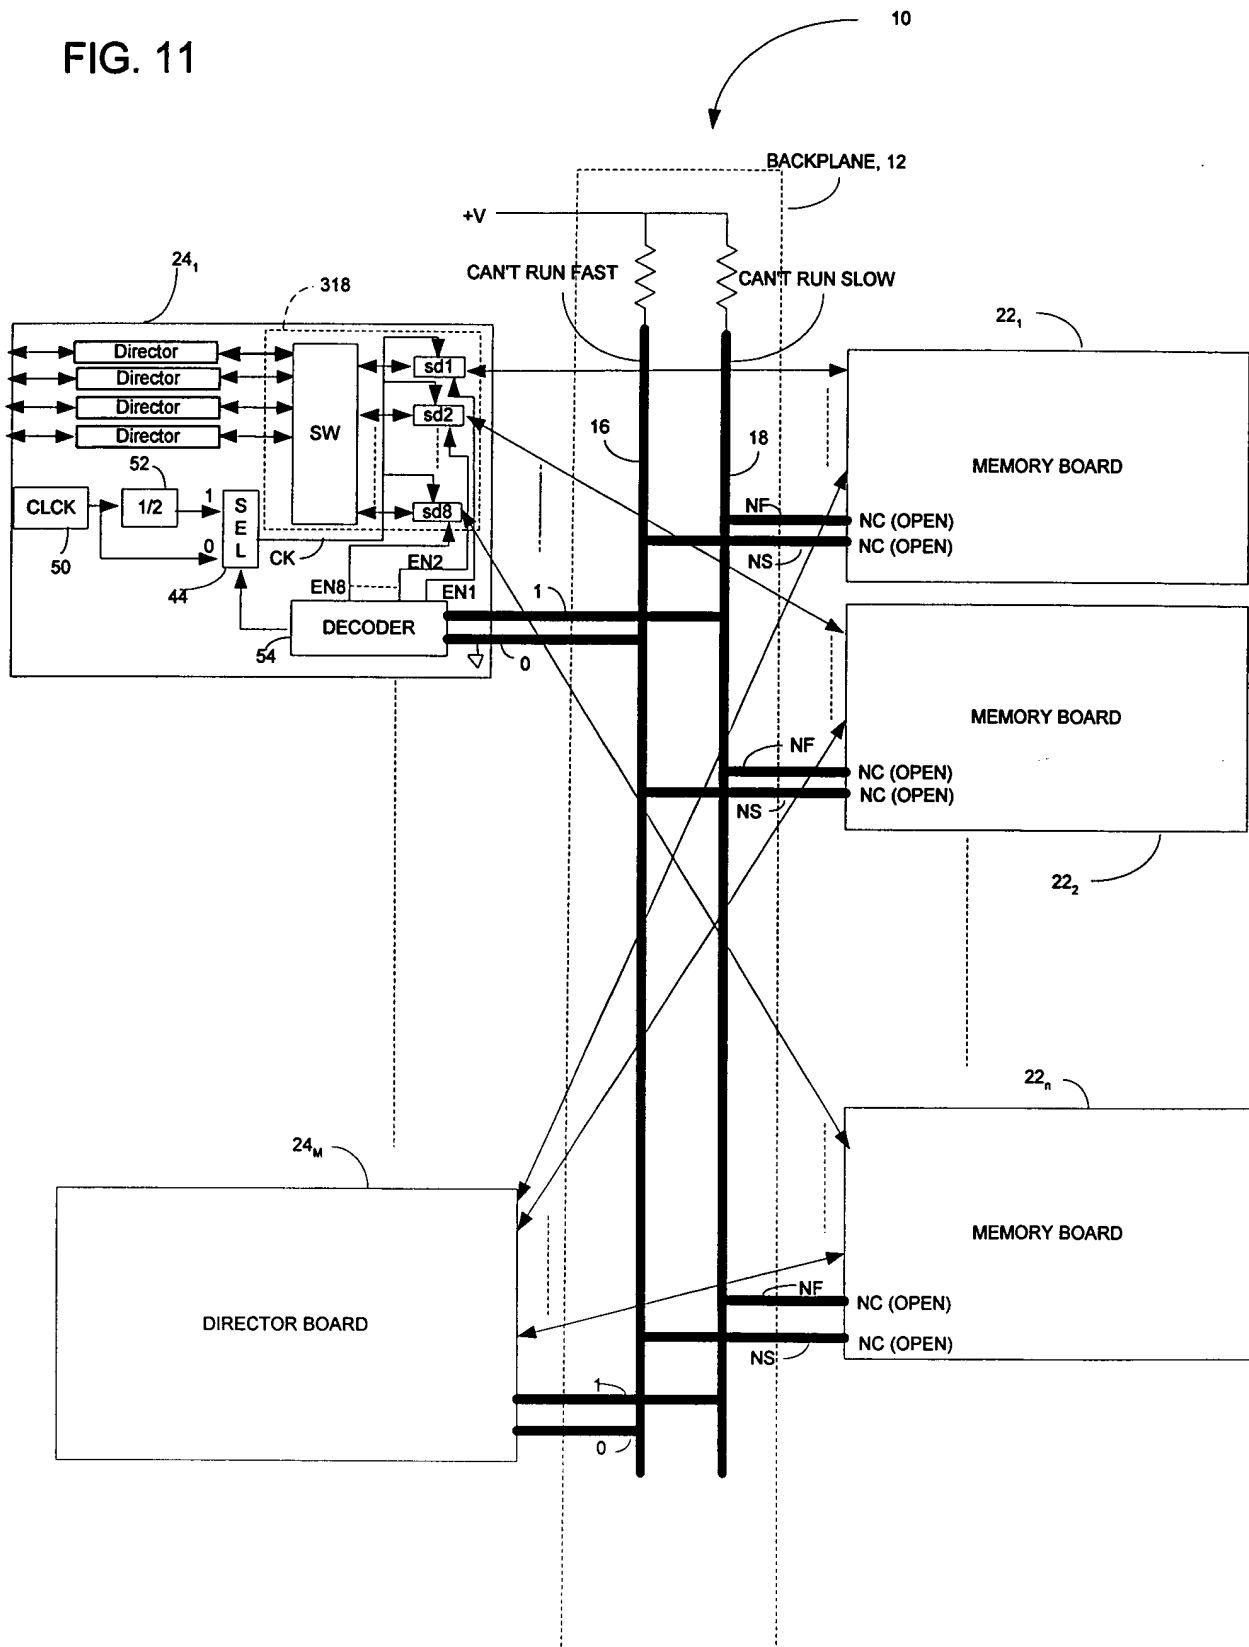 FIG. 11
10
BACKPLANE, 12
+V
CAN'T RUN FAST
CAN'T RUN SLOW
24₁
318
22₁
Director
Director
Director
Director
SW
sd1
sd2
sd8
16
18
MEMORY BOARD
52
CLCK
1/2
1
0
SEL
50
44
CK
EN8
EN2
EN1
NF
NC (OPEN)
NS
NC (OPEN)
DECODER
54
1
0
MEMORY BOARD
NF
NC (OPEN)
NS
NC (OPEN)
22₂
22ₙ
24M
MEMORY BOARD
DIRECTOR BOARD
NF
NC (OPEN)
NS
NC (OPEN)
1
0